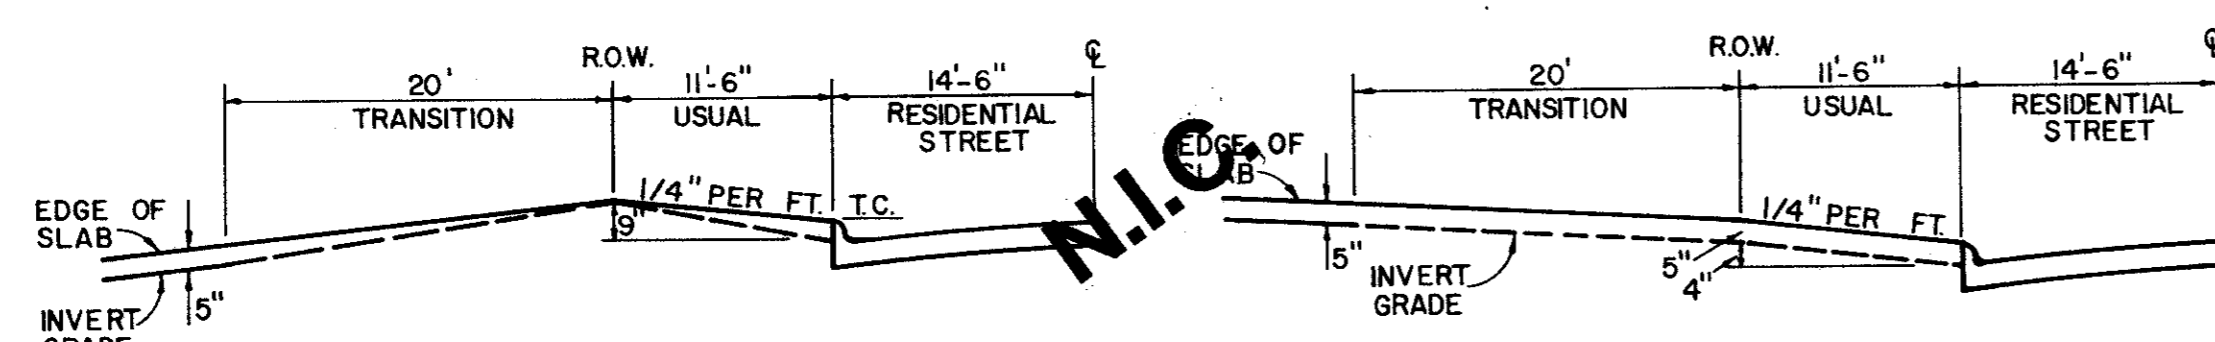 R.O.W.
℄
20'
11'-6"
14'-6"
TRANSITION
USUAL
RESIDENTIAL
STREET
EDGE OF
SLAB
1/4" PER FT.
T.C.
9"
5"
INVERT
GRADE
N.I.C.
R.O.W.
℄
20'
11'-6"
14'-6"
TRANSITION
USUAL
RESIDENTIAL
STREET
EDGE OF
SLAB
1/4" PER FT.
5"
5"
4"
INVERT
GRADE